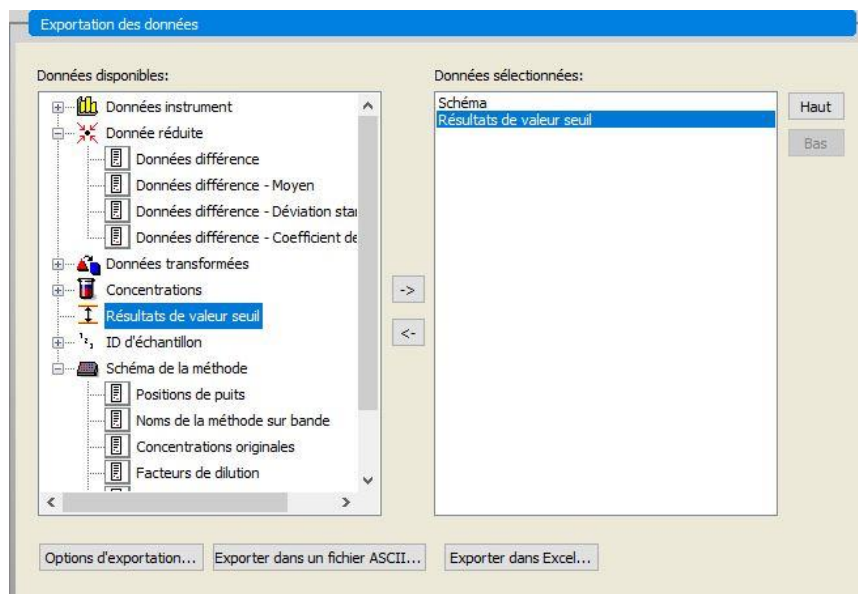 Exportation des données
Données disponibles:
Données instrument
Donnée réduite
Données différence
Données différence - Moyen
Données différence - Déviation star
Données différence - Coefficient de
Données transformées
Concentrations
Résultats de valeur seuil
ID d'échantillon
Schéma de la méthode
Positions de puits
Noms de la méthode sur bande
Concentrations originales
Facteurs de dilution
->
<-
Données sélectionnées:
Schéma
Résultats de valeur seuil
Haut
Bas
Options d'exportation...
Exporter dans un fichier ASCII...
Exporter dans Excel...